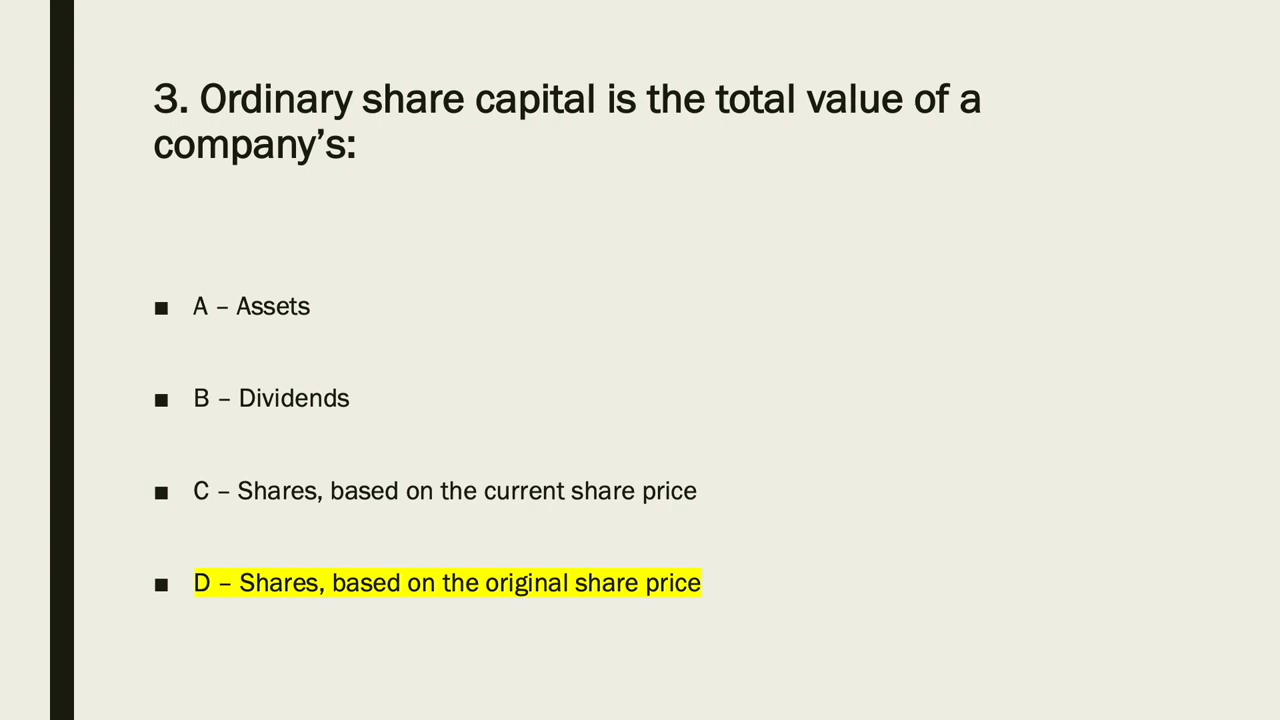 3. Ordinary share capital is the total value of a
company’s:
■ A – Assets
■ B – Dividends
■ C – Shares, based on the current share price
■ D – Shares, based on the original share price